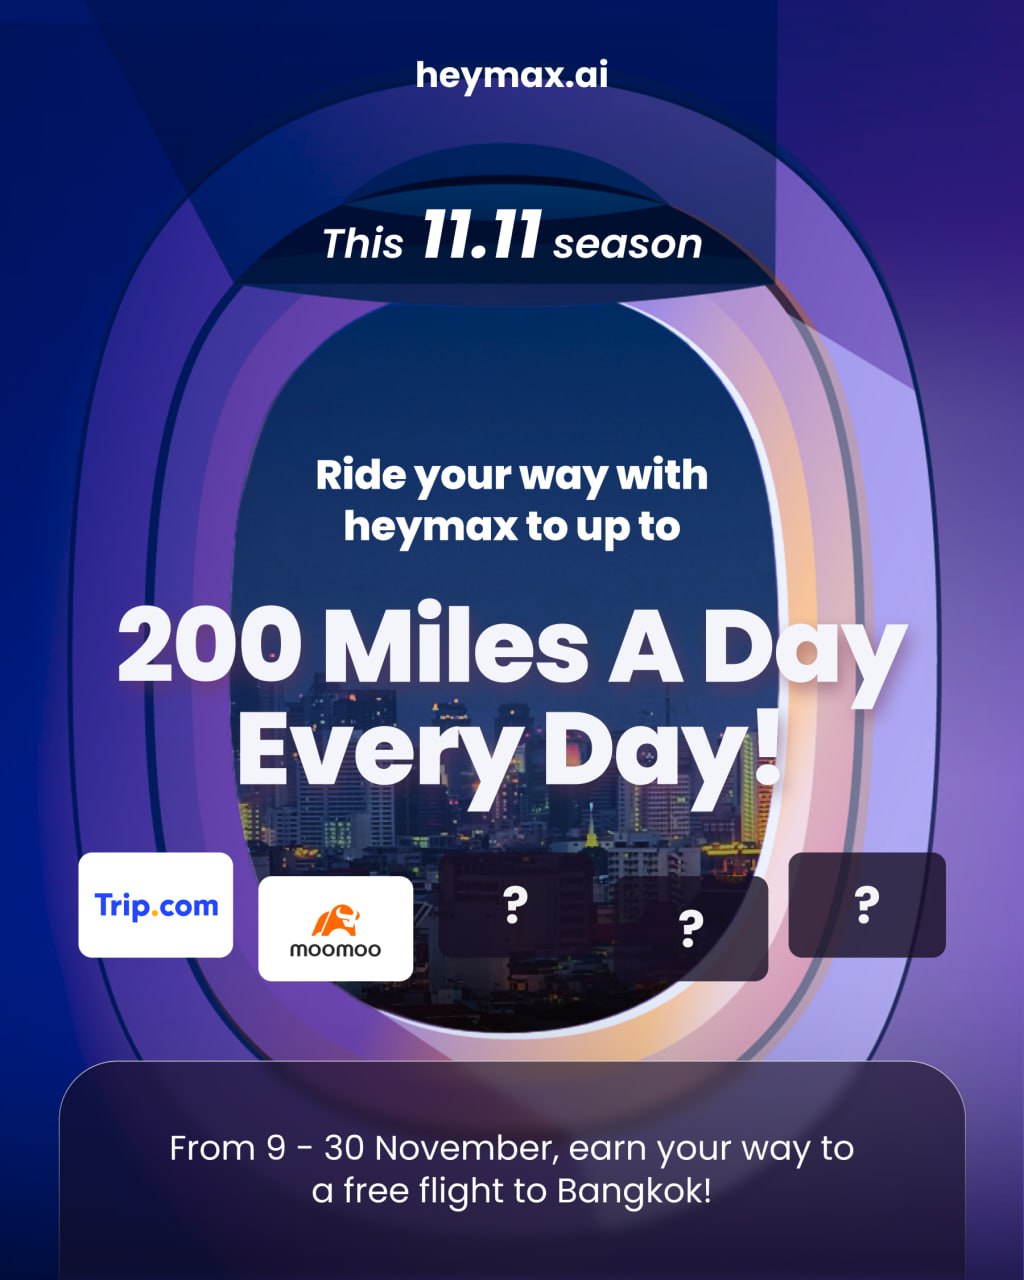 heymax.ai
This 11.11 season
Ride your way with
heymax to up to
200 Miles A Day
Every Day!
Trip.com
moomoo
?
?
?
From 9 - 30 November, earn your way to
a free flight to Bangkok!